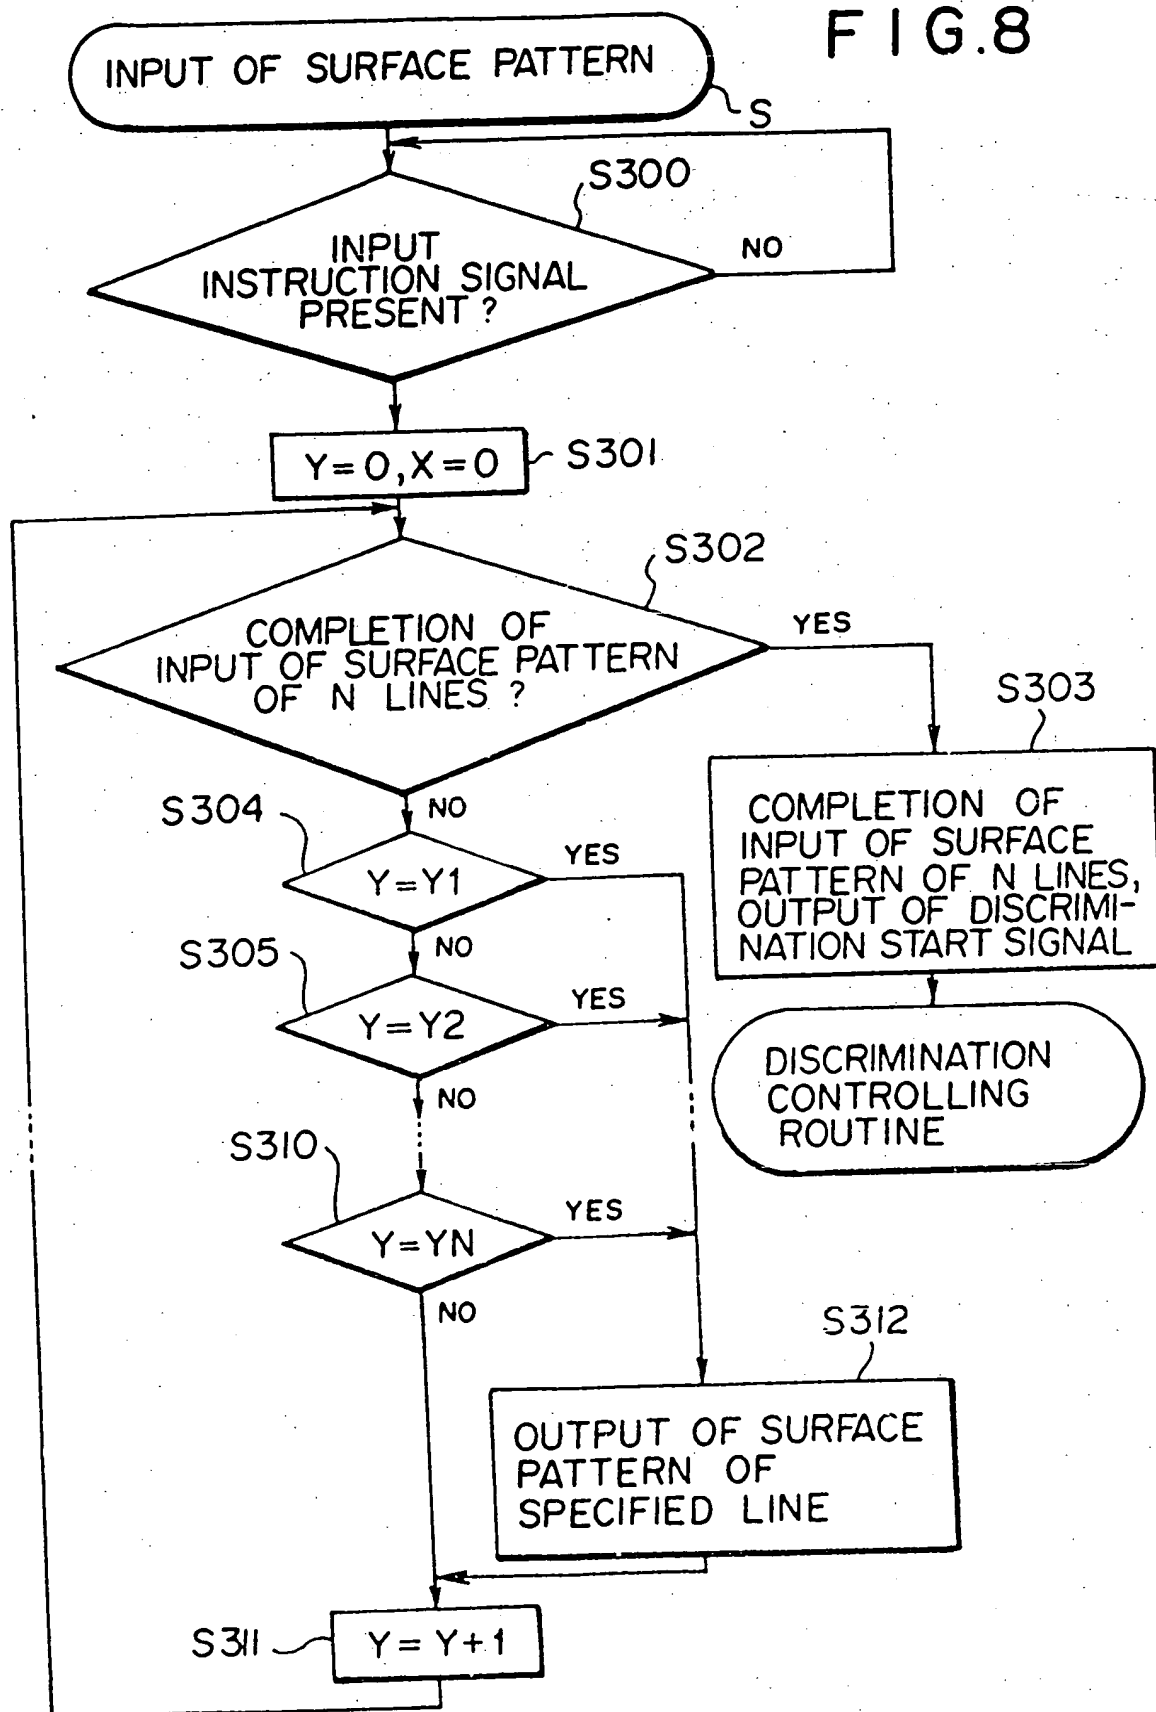 FIG.8
INPUT OF SURFACE PATTERN
S
S300
INPUT
INSTRUCTION SIGNAL
PRESENT?
NO
Y=0,X=0
S301
S302
COMPLETION OF
INPUT OF SURFACE PATTERN
OF N LINES?
YES
S303
COMPLETION OF
INPUT OF SURFACE
PATTERN OF N LINES,
OUTPUT OF DISCRIMI-
NATION START SIGNAL
NO
S304
Y=Y1
YES
NO
S305
Y=Y2
YES
DISCRIMINATION
CONTROLLING
ROUTINE
NO
S310
Y=YN
YES
NO
S312
OUTPUT OF SURFACE
PATTERN OF
SPECIFIED LINE
S311
Y=Y+1